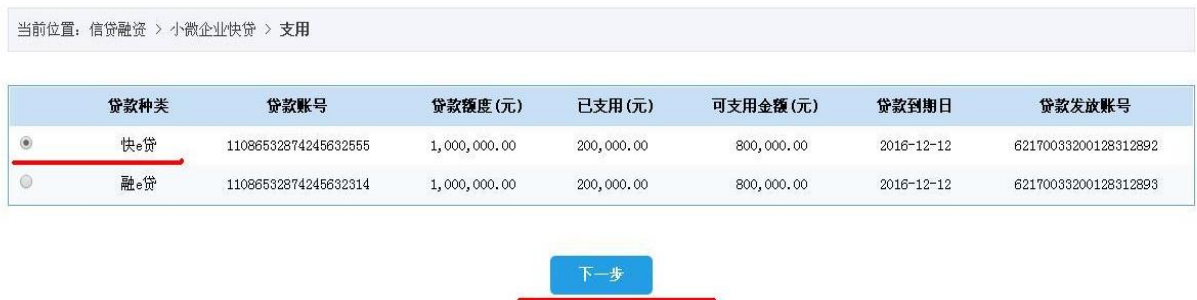 当前位置：信贷融资 > 小微企业快贷 > 支用
贷款种类 贷款账号 贷款额度(元) 已支用(元) 可支用金额(元) 贷款到期日 贷款发放账号
快e贷 11086532874245632555 1,000,000.00 200,000.00 800,000.00 2016-12-12 62170033200128312892
融e贷 11086532874245632314 1,000,000.00 200,000.00 800,000.00 2016-12-12 62170033200128312893
下一步